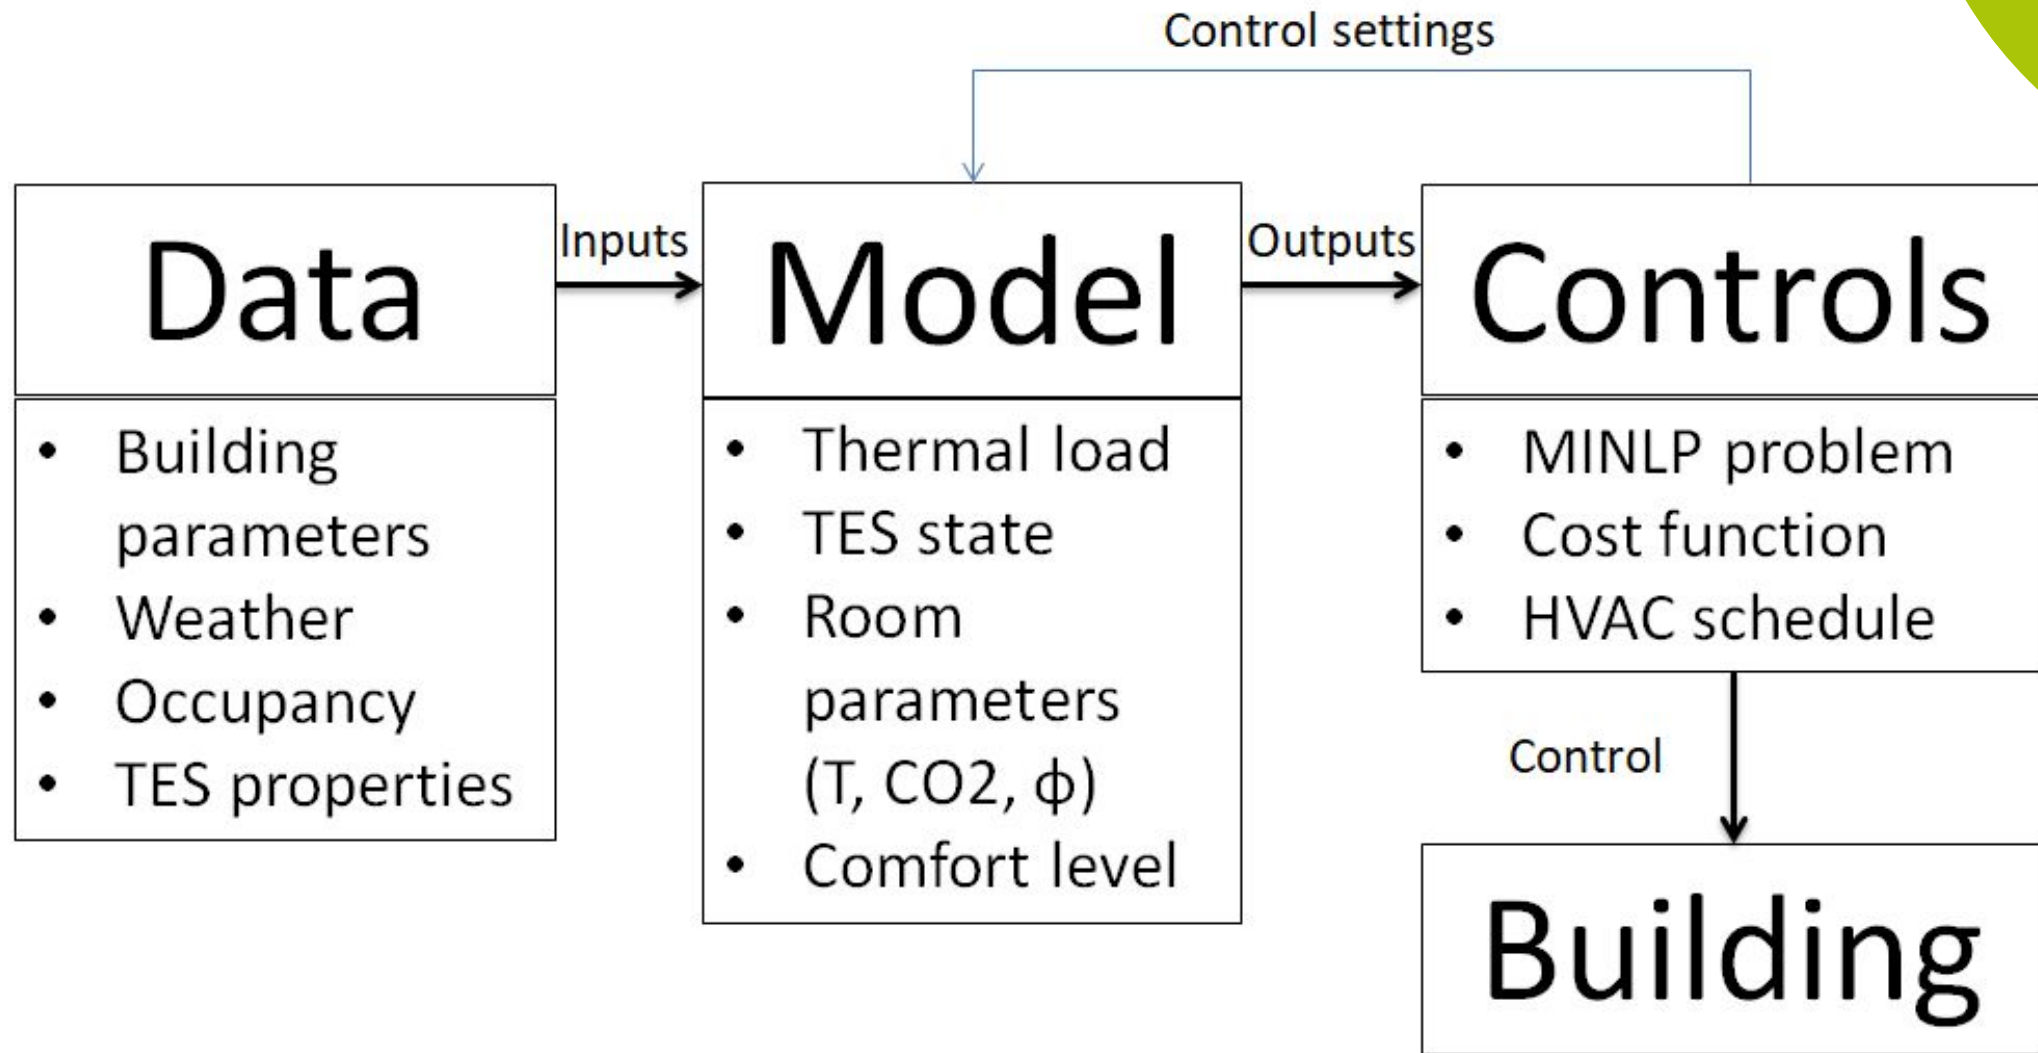 Control settings
Data
Inputs
Model
Outputs
Controls
• Building
parameters
• Weather
• Occupancy
• TES properties
• Thermal load
• TES state
• Room
parameters
(T, CO2, ϕ)
• Comfort level
• MINLP problem
• Cost function
• HVAC schedule
Control
Building